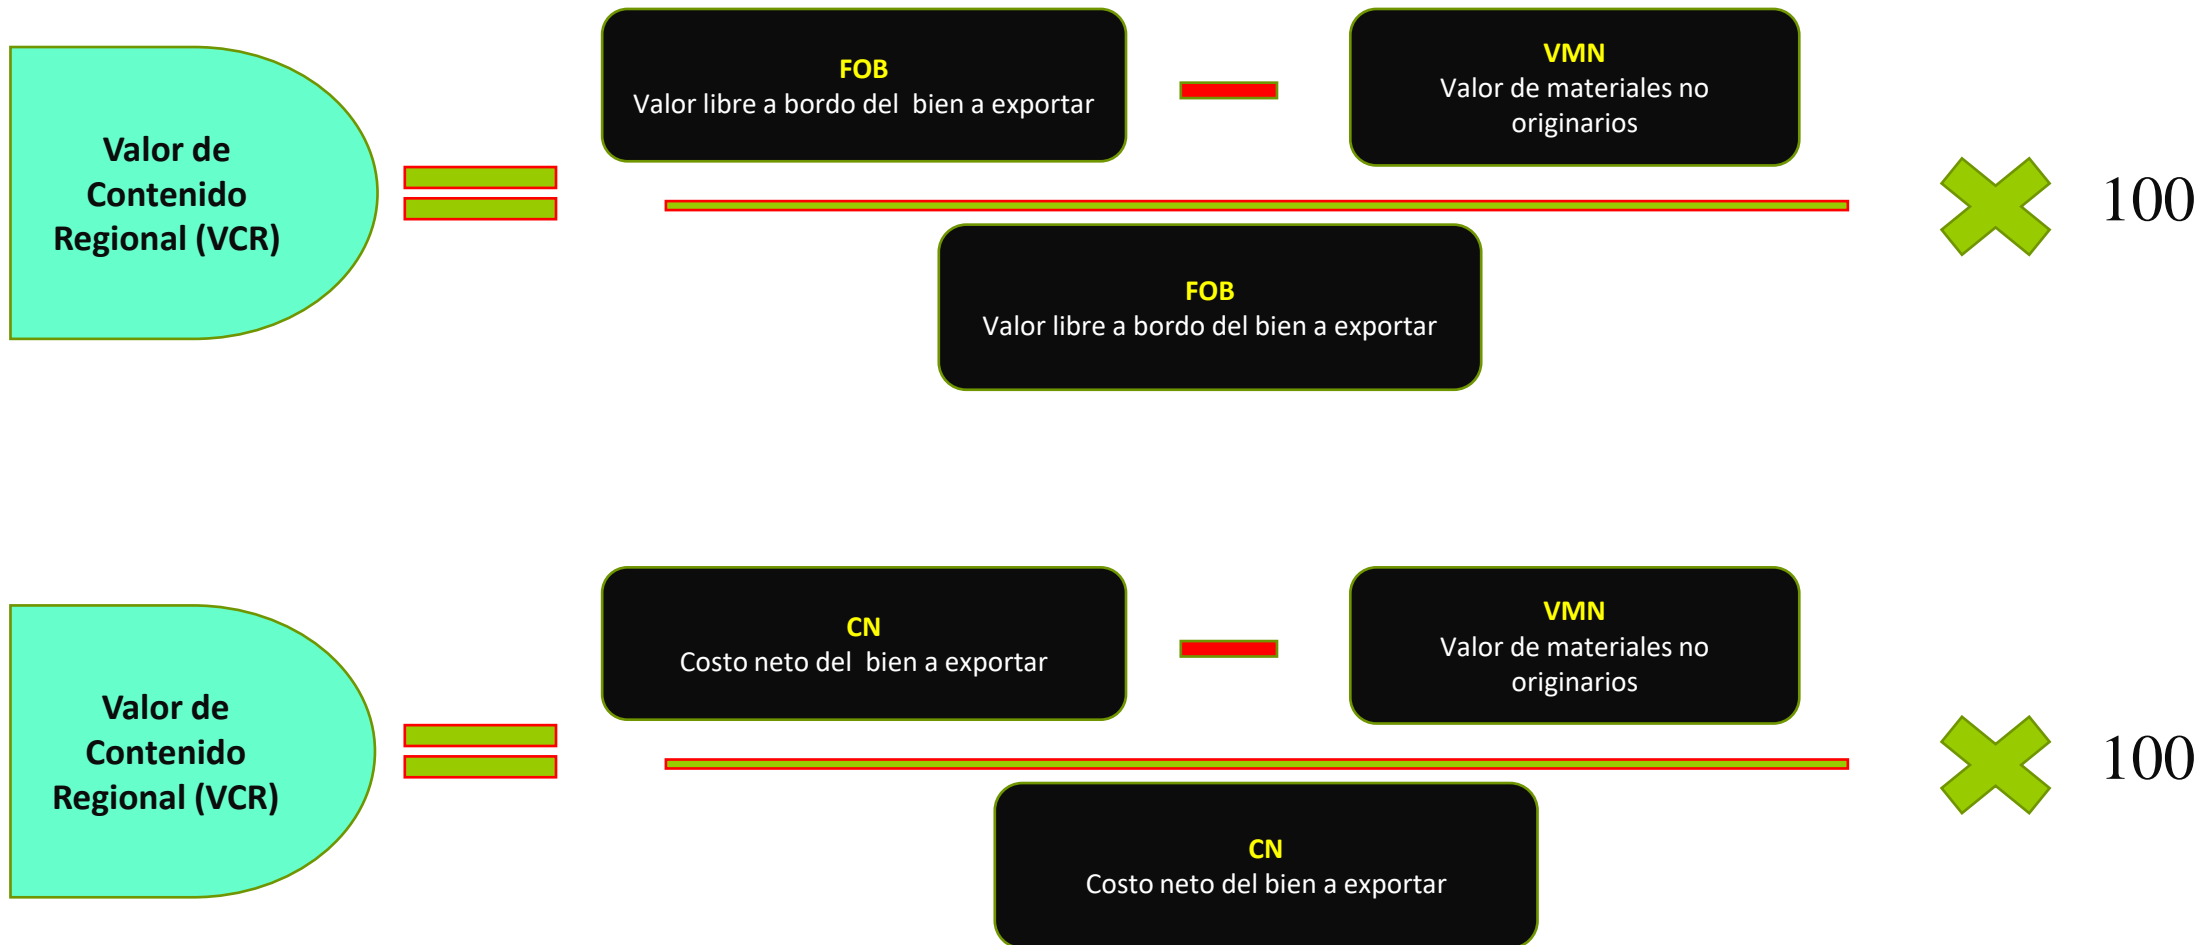 FOB
Valor libre a bordo del  bien a exportar
VMN
Valor de materiales no
originarios
Valor de
Contenido
Regional (VCR)
100
FOB
Valor libre a bordo del bien a exportar
CN
Costo neto del  bien a exportar
VMN
Valor de materiales no
originarios
Valor de
Contenido
Regional (VCR)
100
CN
Costo neto del bien a exportar